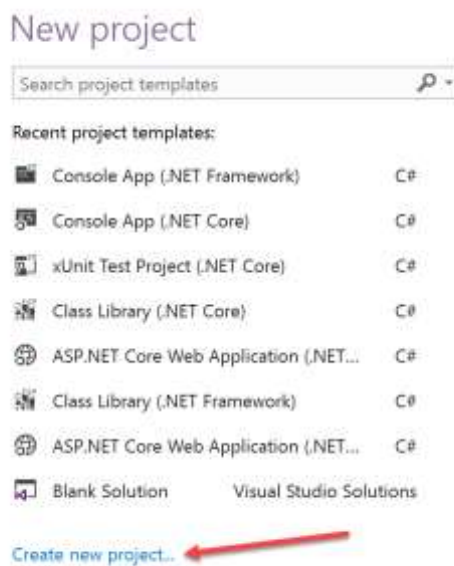 New project
Search project templates
Recent project templates:
Console App (.NET Framework) C#
Console App (.NET Core) C#
xUnit Test Project (.NET Core) C#
Class Library (.NET Core) C#
ASP.NET Core Web Application (.NET... C#
Class Library (.NET Framework) C#
ASP.NET Core Web Application (.NET... C#
Blank Solution Visual Studio Solutions
Create new project...